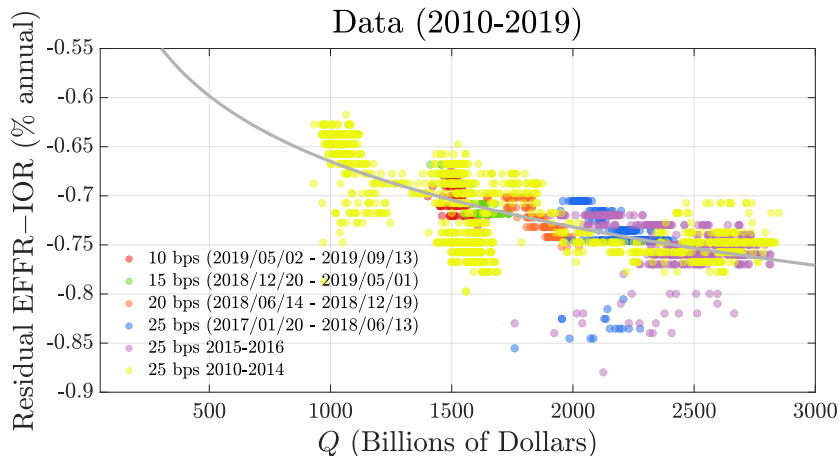 Data (2010-2019)
Residual EFFR−IOR (% annual)
-0.55
-0.6
-0.65
-0.7
-0.75
-0.8
-0.85
-0.9
10 bps (2019/05/02 - 2019/09/13)
15 bps (2018/12/20 - 2019/05/01)
20 bps (2018/06/14 - 2018/12/19)
25 bps (2017/01/20 - 2018/06/13)
25 bps 2015-2016
25 bps 2010-2014
500 1000 1500 2000 2500 3000
Q (Billions of Dollars)